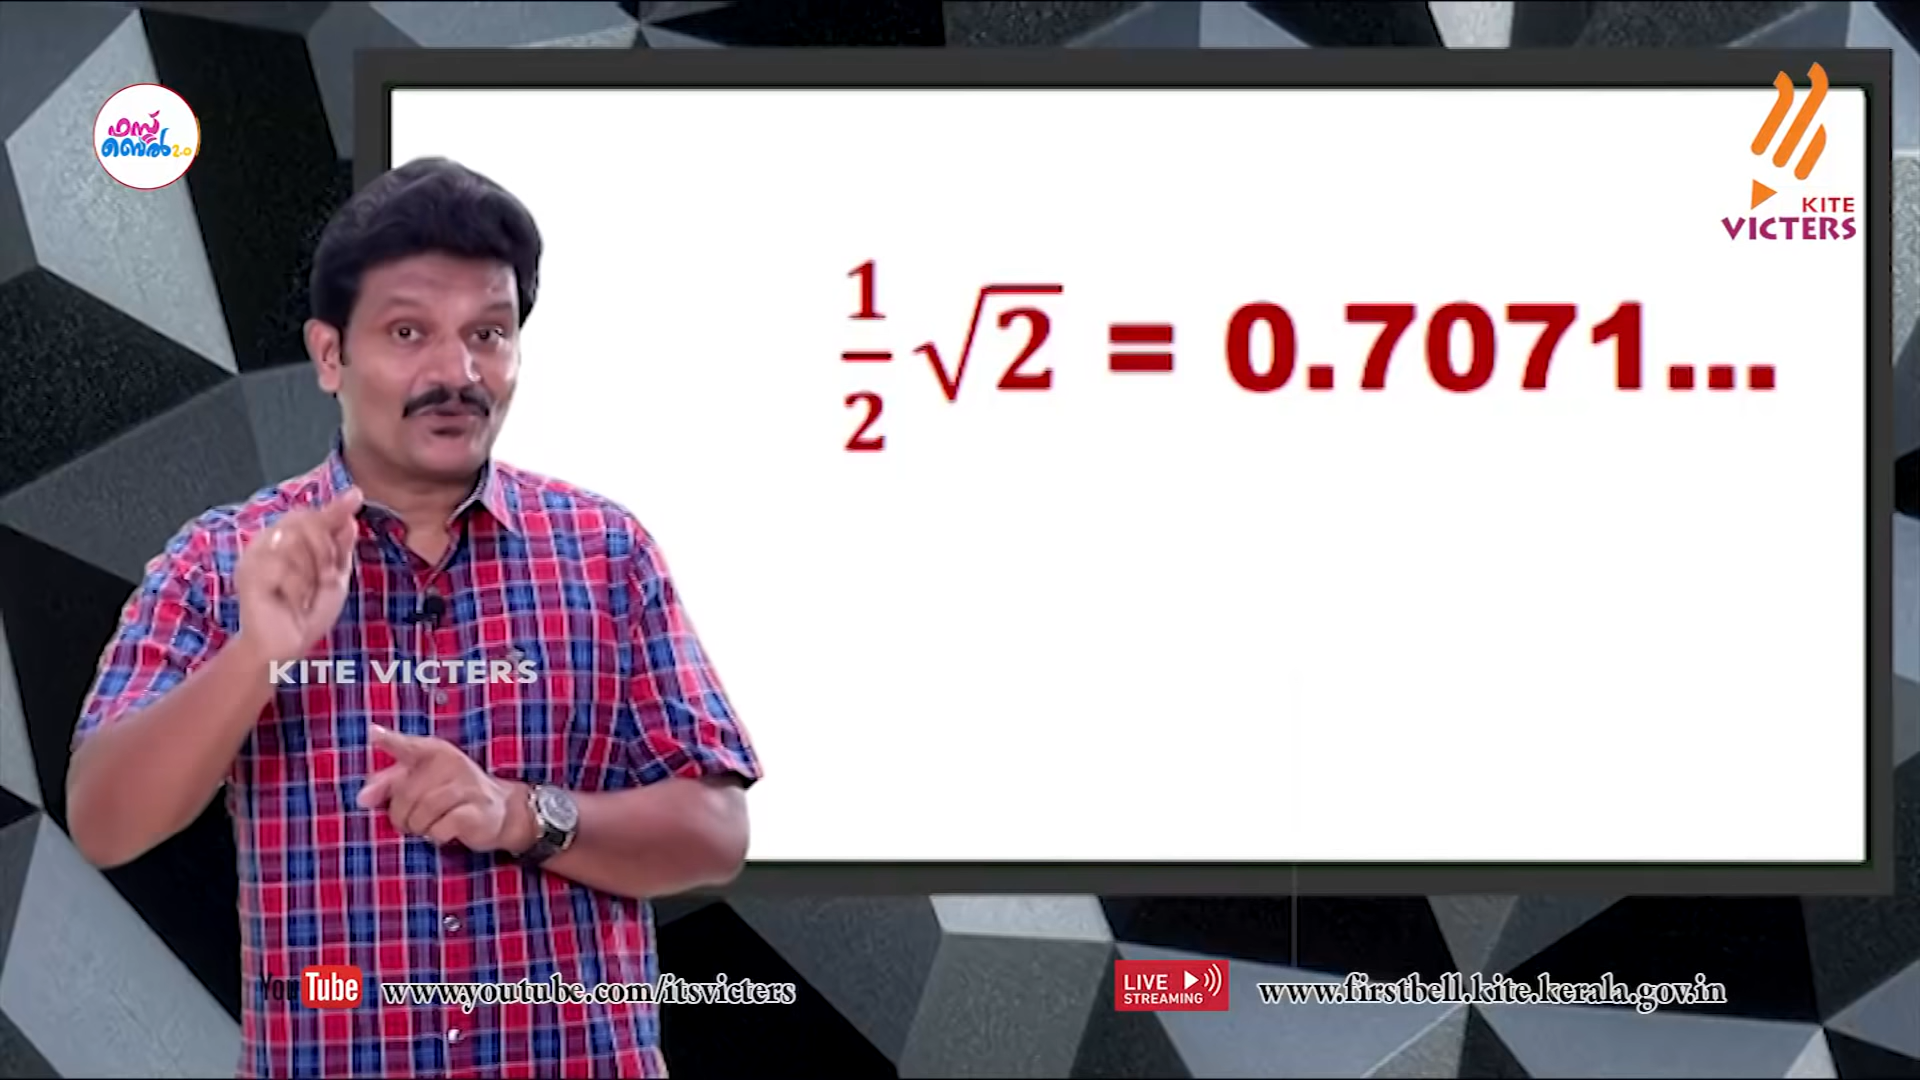 ഫസ്റ്റ്
ബെൽ 2.0
KITE
VICTERS
1/2 √2 = 0.7071...
KITE VICTERS
YouTube www.youtube.com/itsvicters
LIVE STREAMING www.firstbell.kite.kerala.gov.in